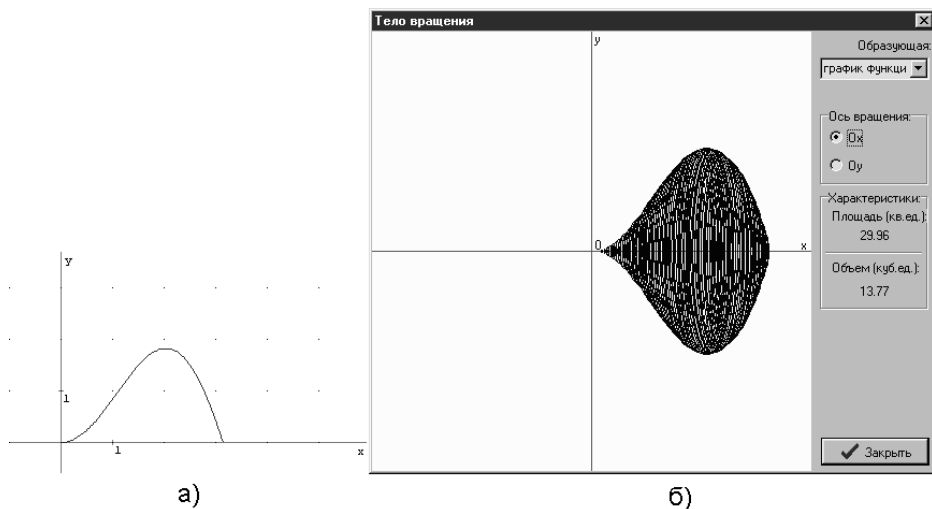 y
1
1
x
а)
Тело вращения
y
0
x
Образующая:
график функци
Ось вращения:
Ox
Oy
Характеристики:
Площадь (кв.ед.):
29.96
Объем (куб.ед.):
13.77
Закрыть
б)